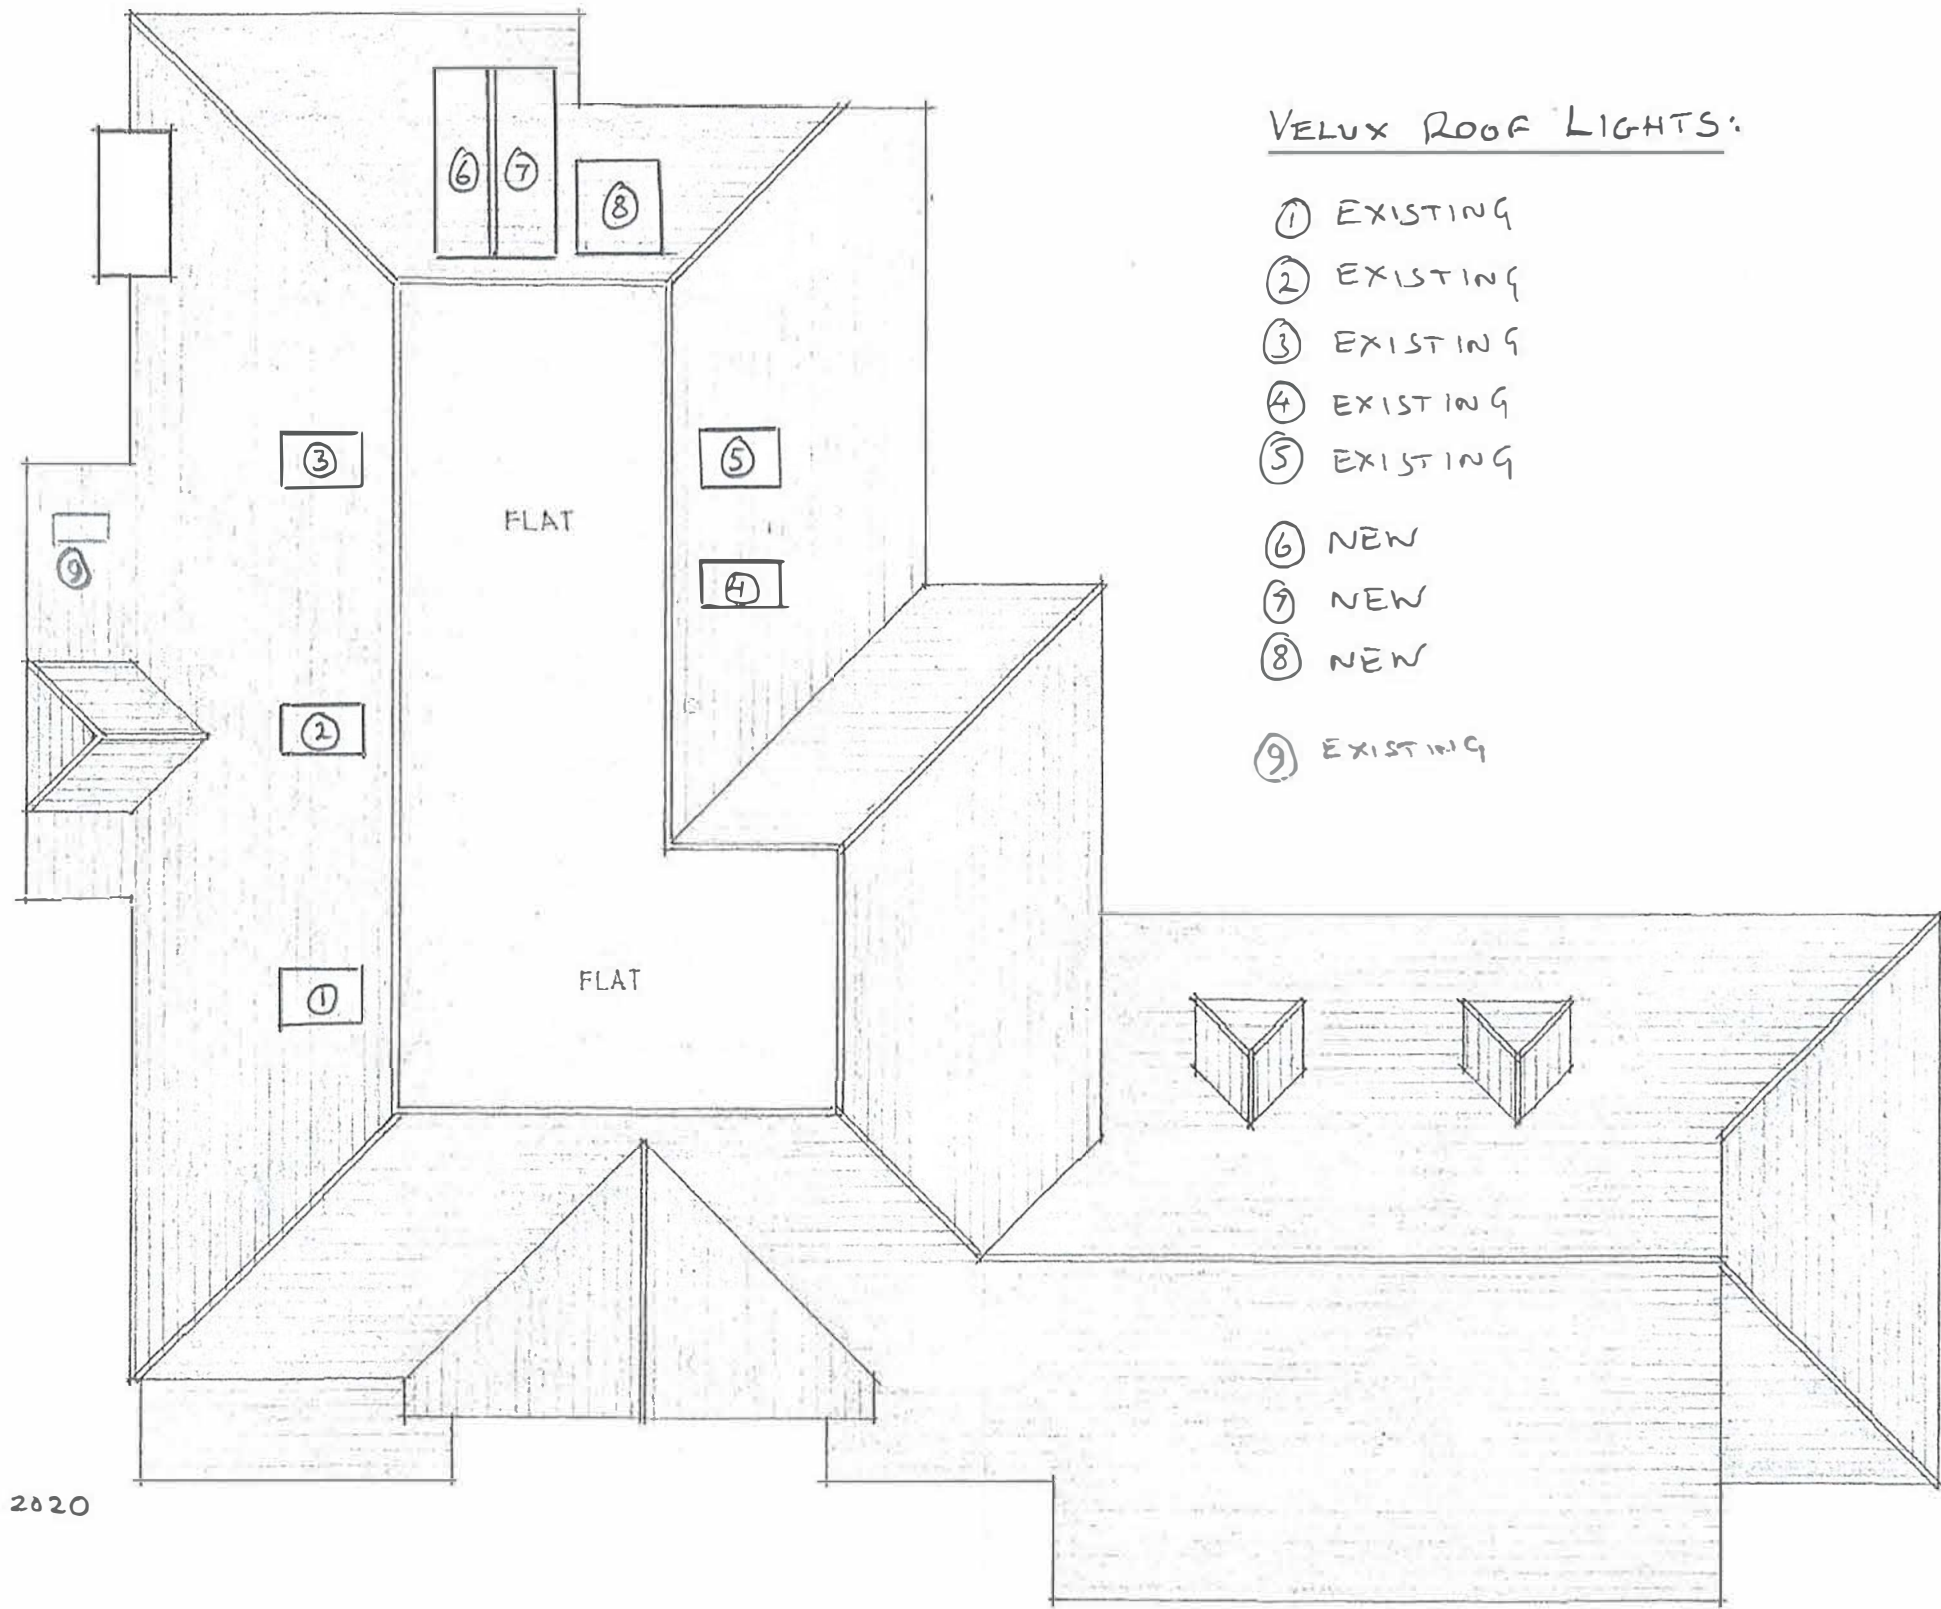 VELUX ROOF LIGHTS:
① EXISTING
② EXISTING
③ EXISTING
④ EXISTING
⑤ EXISTING
⑥ NEW
⑦ NEW
⑧ NEW
⑨ EXISTING
⑥ ⑦ ⑧
③ ⑤
FLAT
⑨ ④
②
FLAT
①
2020